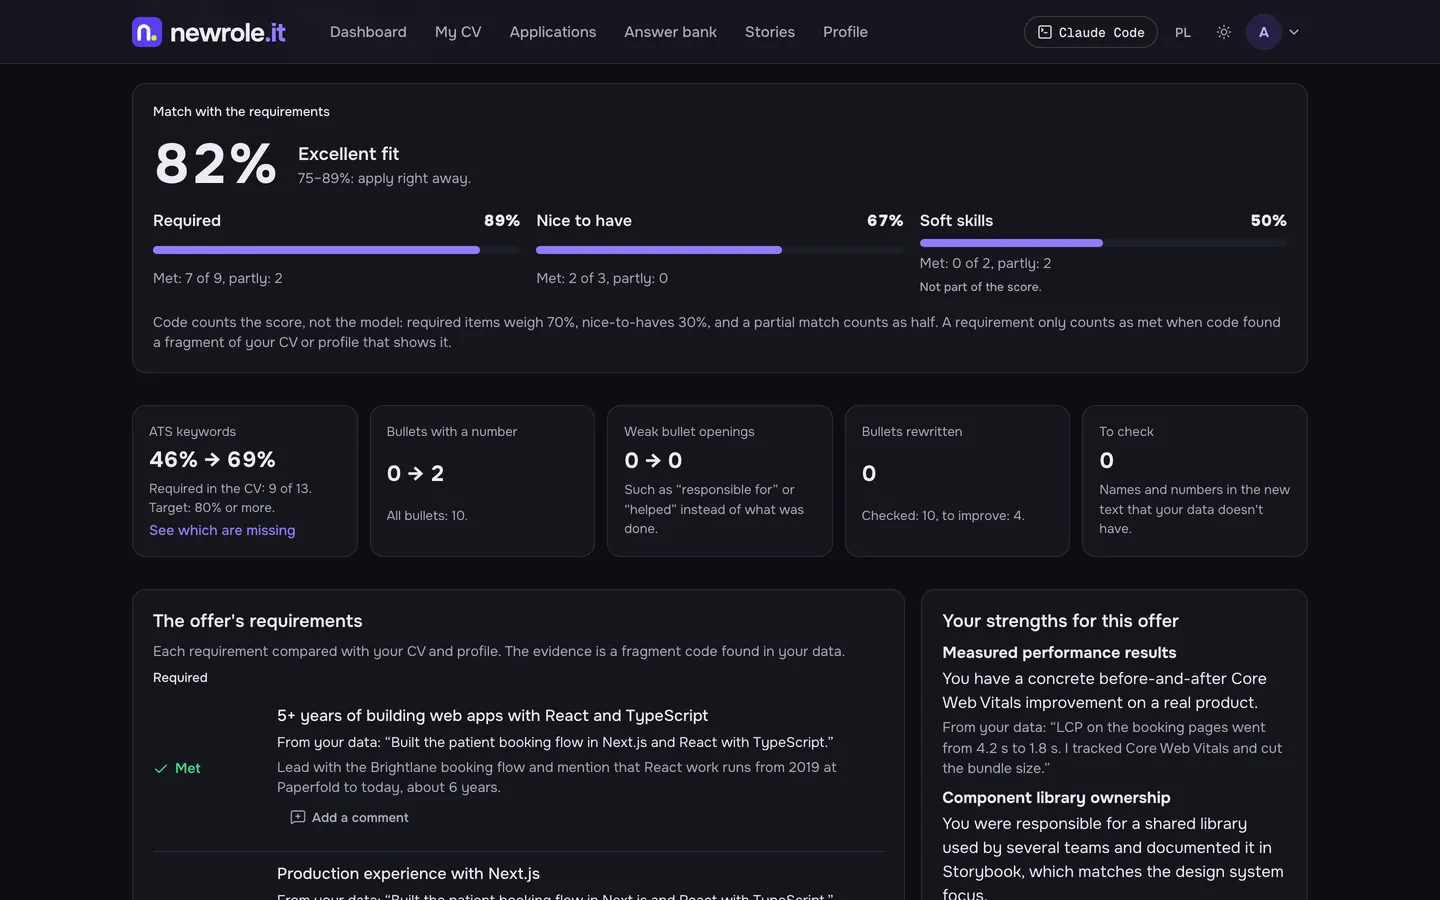 newrole.it
Dashboard
My CV
Applications
Answer bank
Stories
Profile
Claude Code
PL
A
Match with the requirements
82%
Excellent fit
75–89%: apply right away.
Required 89%
Met: 7 of 9, partly: 2
Nice to have 67%
Met: 2 of 3, partly: 0
Soft skills 50%
Met: 0 of 2, partly: 2
Not part of the score.
Code counts the score, not the model: required items weigh 70%, nice-to-haves 30%, and a partial match counts as half. A requirement only counts as met when code found
a fragment of your CV or profile that shows it.
ATS keywords
46% → 69%
Required in the CV: 9 of 13.
Target: 80% or more.
See which are missing
Bullets with a number
0 → 2
All bullets: 10.
Weak bullet openings
0 → 0
Such as “responsible for” or
“helped” instead of what was
done.
Bullets rewritten
0
Checked: 10, to improve: 4.
To check
0
Names and numbers in the new
text that your data doesn't
have.
The offer's requirements
Each requirement compared with your CV and profile. The evidence is a fragment code found in your data.
Required
5+ years of building web apps with React and TypeScript
From your data: “Built the patient booking flow in Next.js and React with TypeScript.”
Met
Lead with the Brightlane booking flow and mention that React work runs from 2019 at
Paperfold to today, about 6 years.
Add a comment
Production experience with Next.js
From your data: “Built the patient booking flow in Next.js and React with TypeScript.”
Your strengths for this offer
Measured performance results
You have a concrete before-and-after Core
Web Vitals improvement on a real product.
From your data: “LCP on the booking pages went
from 4.2 s to 1.8 s. I tracked Core Web Vitals and cut
the bundle size.”
Component library ownership
You were responsible for a shared library
used by several teams and documented it in
Storybook, which matches the design system
focus.